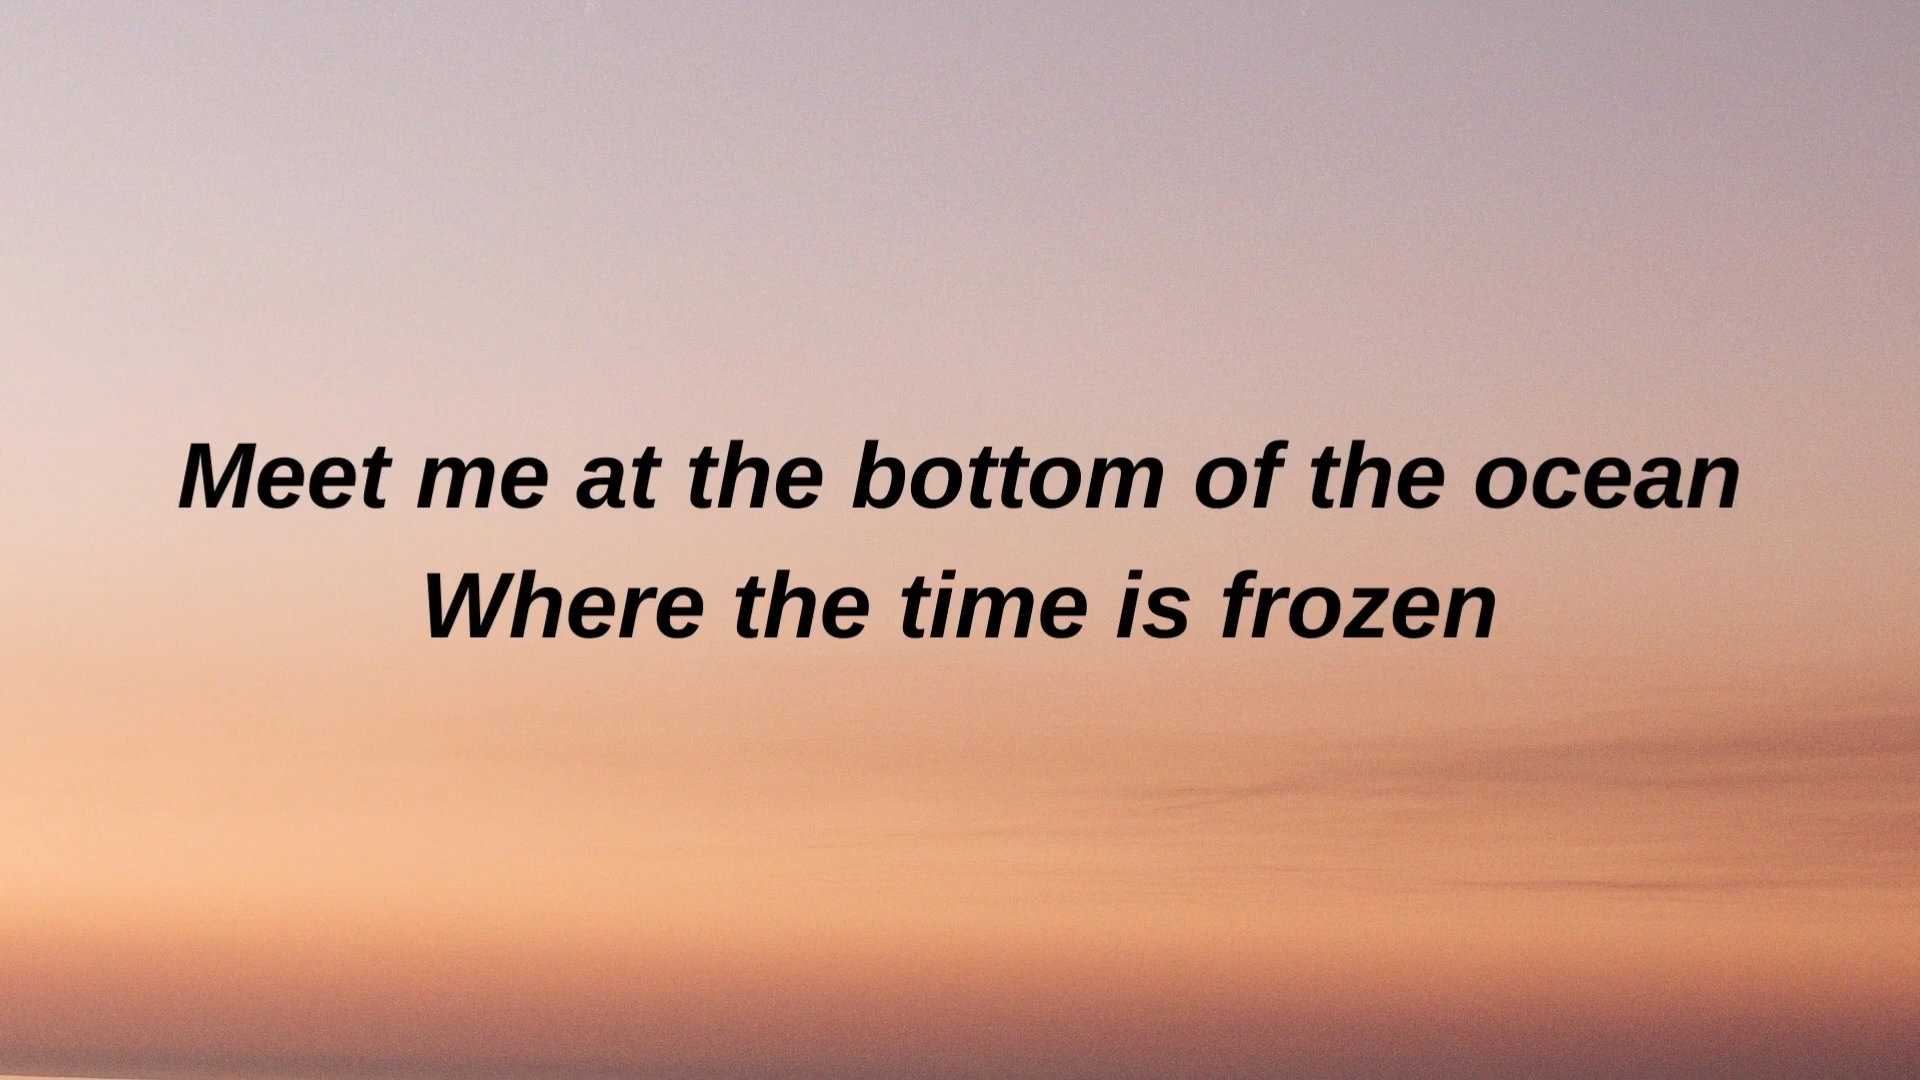 Meet me at the bottom of the ocean
Where the time is frozen